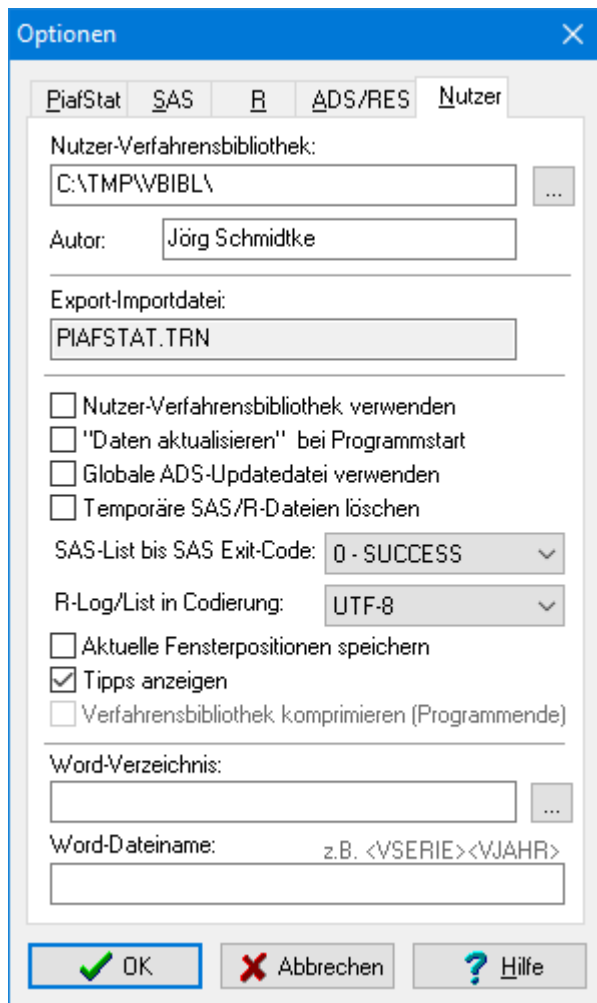 Optionen
PiafStat SAS R ADS/RES Nutzer
Nutzer-Verfahrensbibliothek:
C:\TMP\VBIBL\
...
Autor: Jörg Schmidtke
Export-Importdatei:
PIAFSTAT.TRN
Nutzer-Verfahrensbibliothek verwenden
"Daten aktualisieren" bei Programmstart
Globale ADS-Updatedatei verwenden
Temporäre SAS/R-Dateien löschen
SAS-List bis SAS Exit-Code: 0 - SUCCESS
R-Log/List in Codierung: UTF-8
Aktuelle Fensterpositionen speichern
Tipps anzeigen
Verfahrensbibliothek komprimieren (Programmende)
Word-Verzeichnis:
...
Word-Dateiname: z.B. <VSERIE><VJAHR>
OK Abbrechen Hilfe